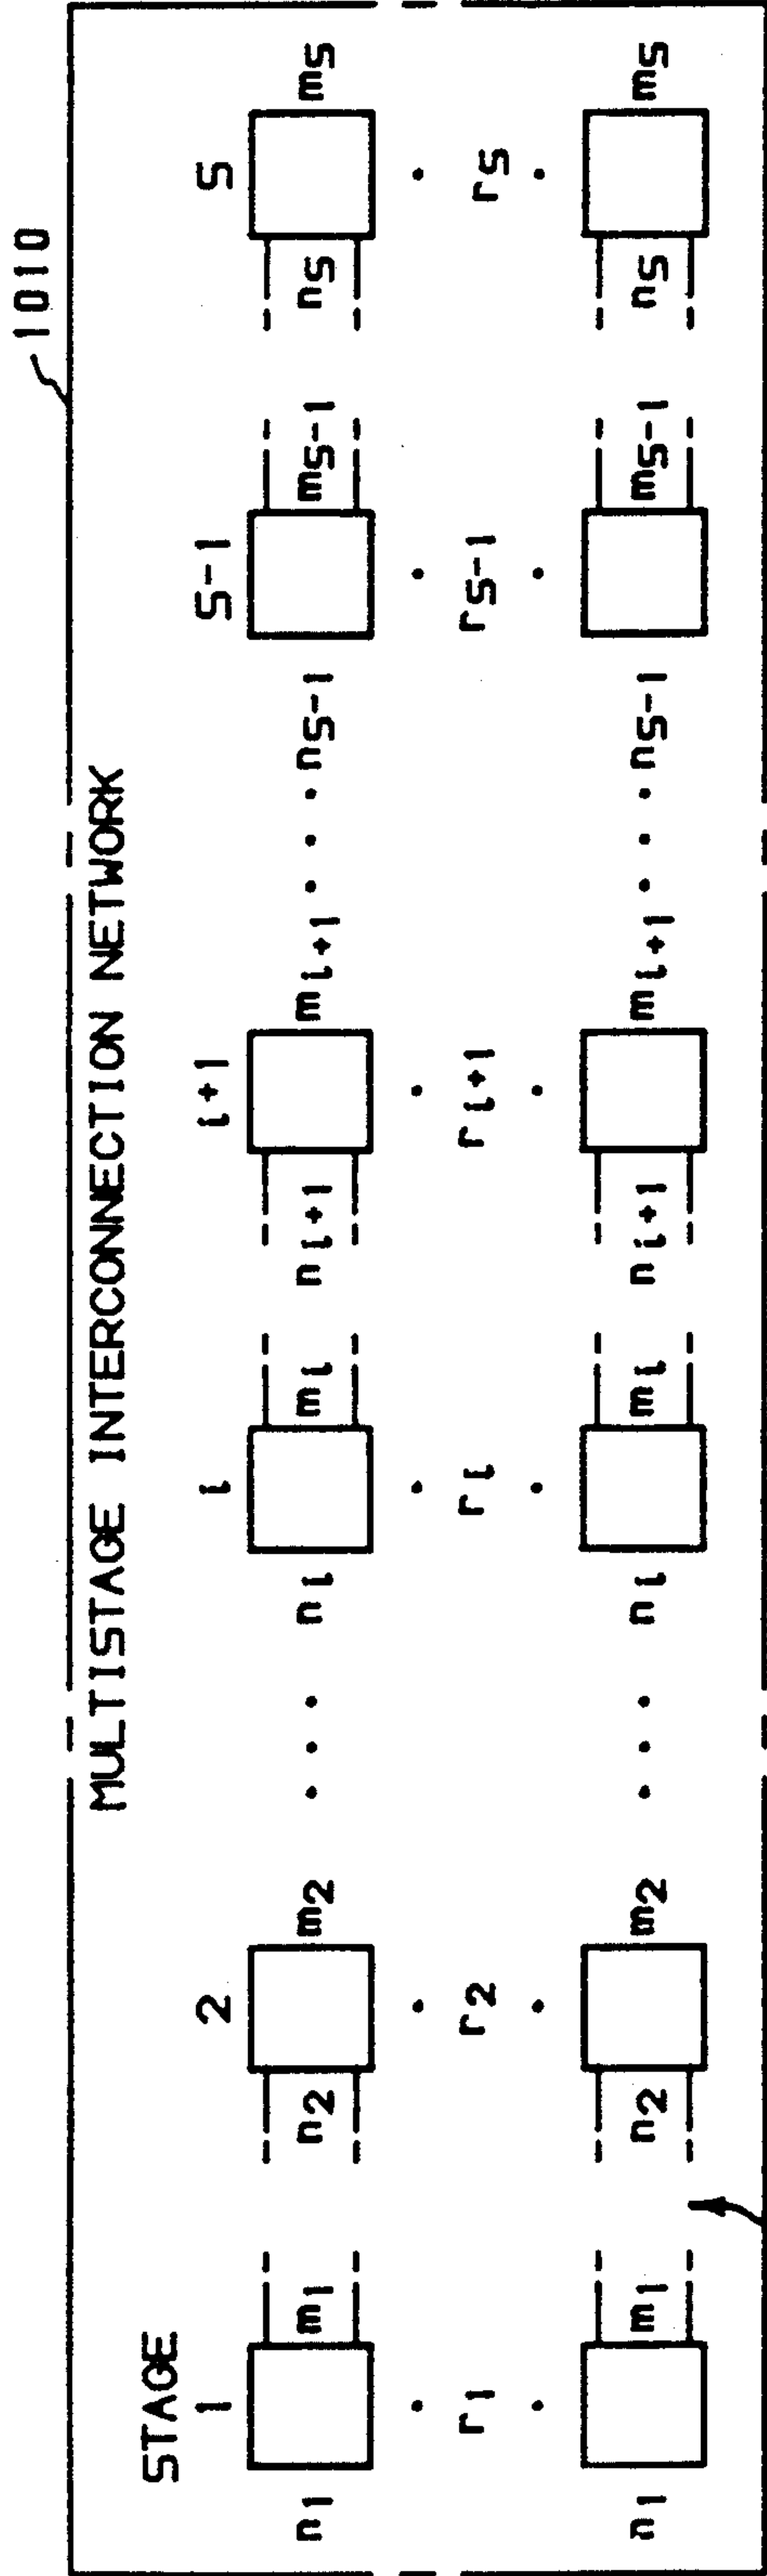 1010
MULTISTAGE INTERCONNECTION NETWORK
STAGE
1 2 i i+1 S-1 S
n1 m1 n2 m2 ni mi ni+1 mi+1 nS-1 mS-1 nS mS
r1 r2 ri ri+1 rS-1 rS
n1 m1 n2 m2 ni mi ni+1 mi+1 nS-1 mS-1 nS mS